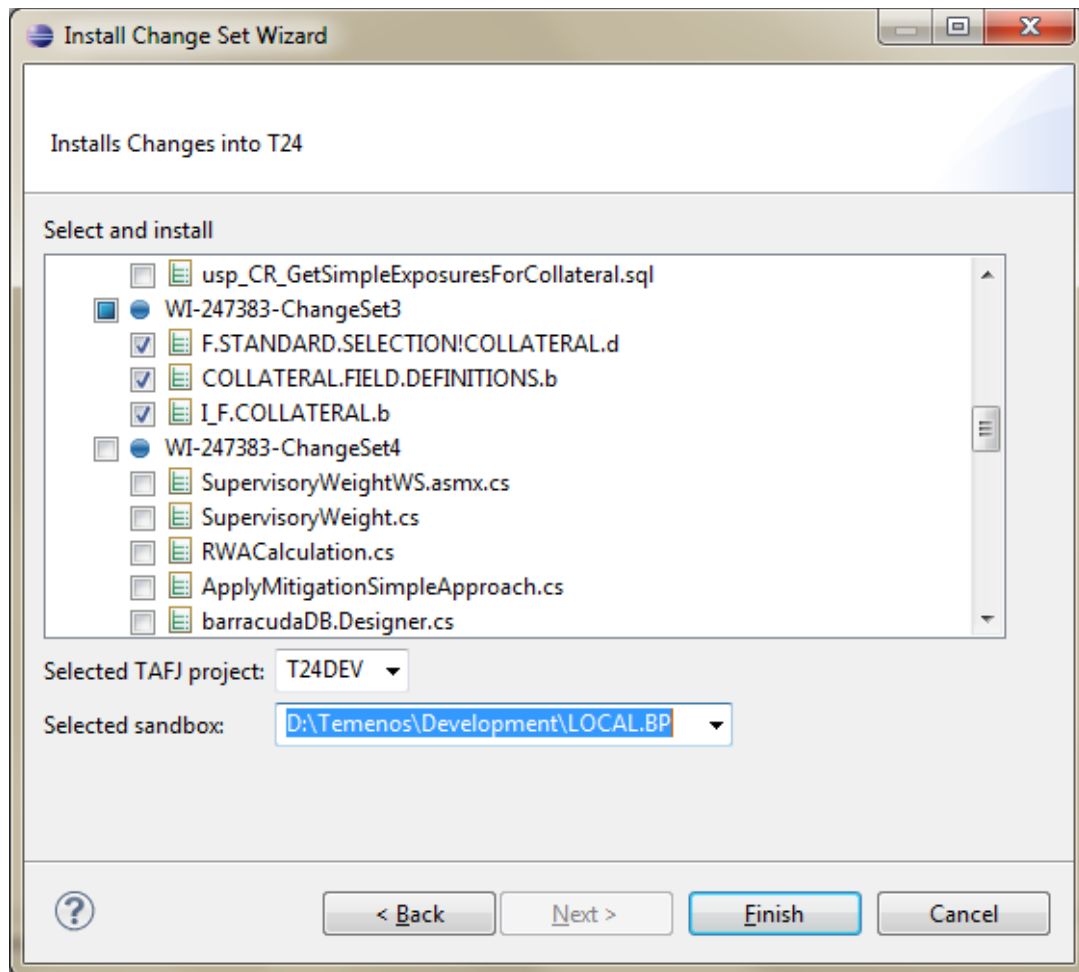 Install Change Set Wizard
Installs Changes into T24
Select and install
usp_CR_GetSimpleExposuresForCollateral.sql
WI-247383-ChangeSet3
F.STANDARD.SELECTION!COLLATERAL.d
COLLATERAL.FIELD.DEFINITIONS.b
I_F.COLLATERAL.b
WI-247383-ChangeSet4
SupervisoryWeightWS.asmx.cs
SupervisoryWeight.cs
RWACalculation.cs
ApplyMitigationSimpleApproach.cs
barracudaDB.Designer.cs
Selected TAFJ project: T24DEV
Selected sandbox: D:\Temenos\Development\LOCAL.BP
? < Back Next > Finish Cancel